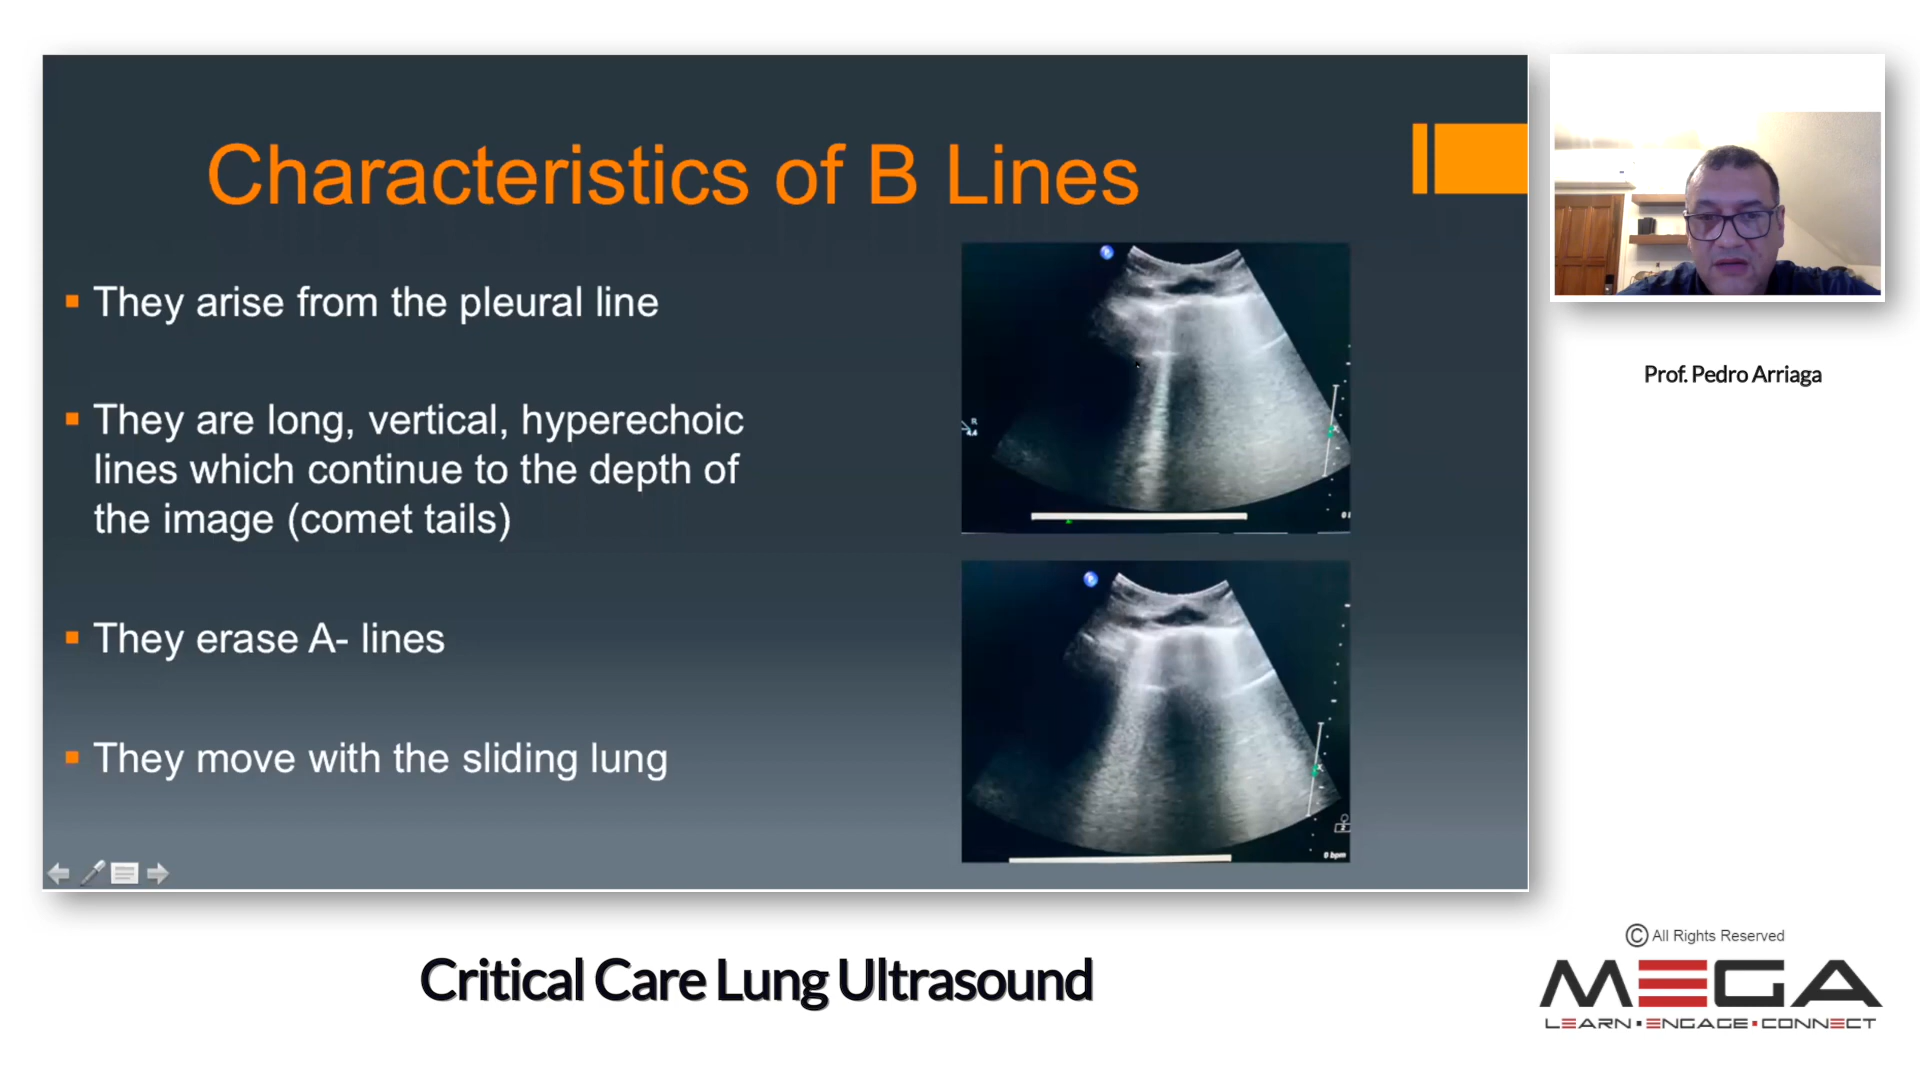 Characteristics of B Lines
They arise from the pleural line
They are long, vertical, hyperechoic
lines which continue to the depth of
the image (comet tails)
They erase A- lines
They move with the sliding lung
0 bpm
Prof. Pedro Arriaga
Critical Care Lung Ultrasound
© All Rights Reserved
MEGA
LEARN▪ENGAGE▪CONNECT